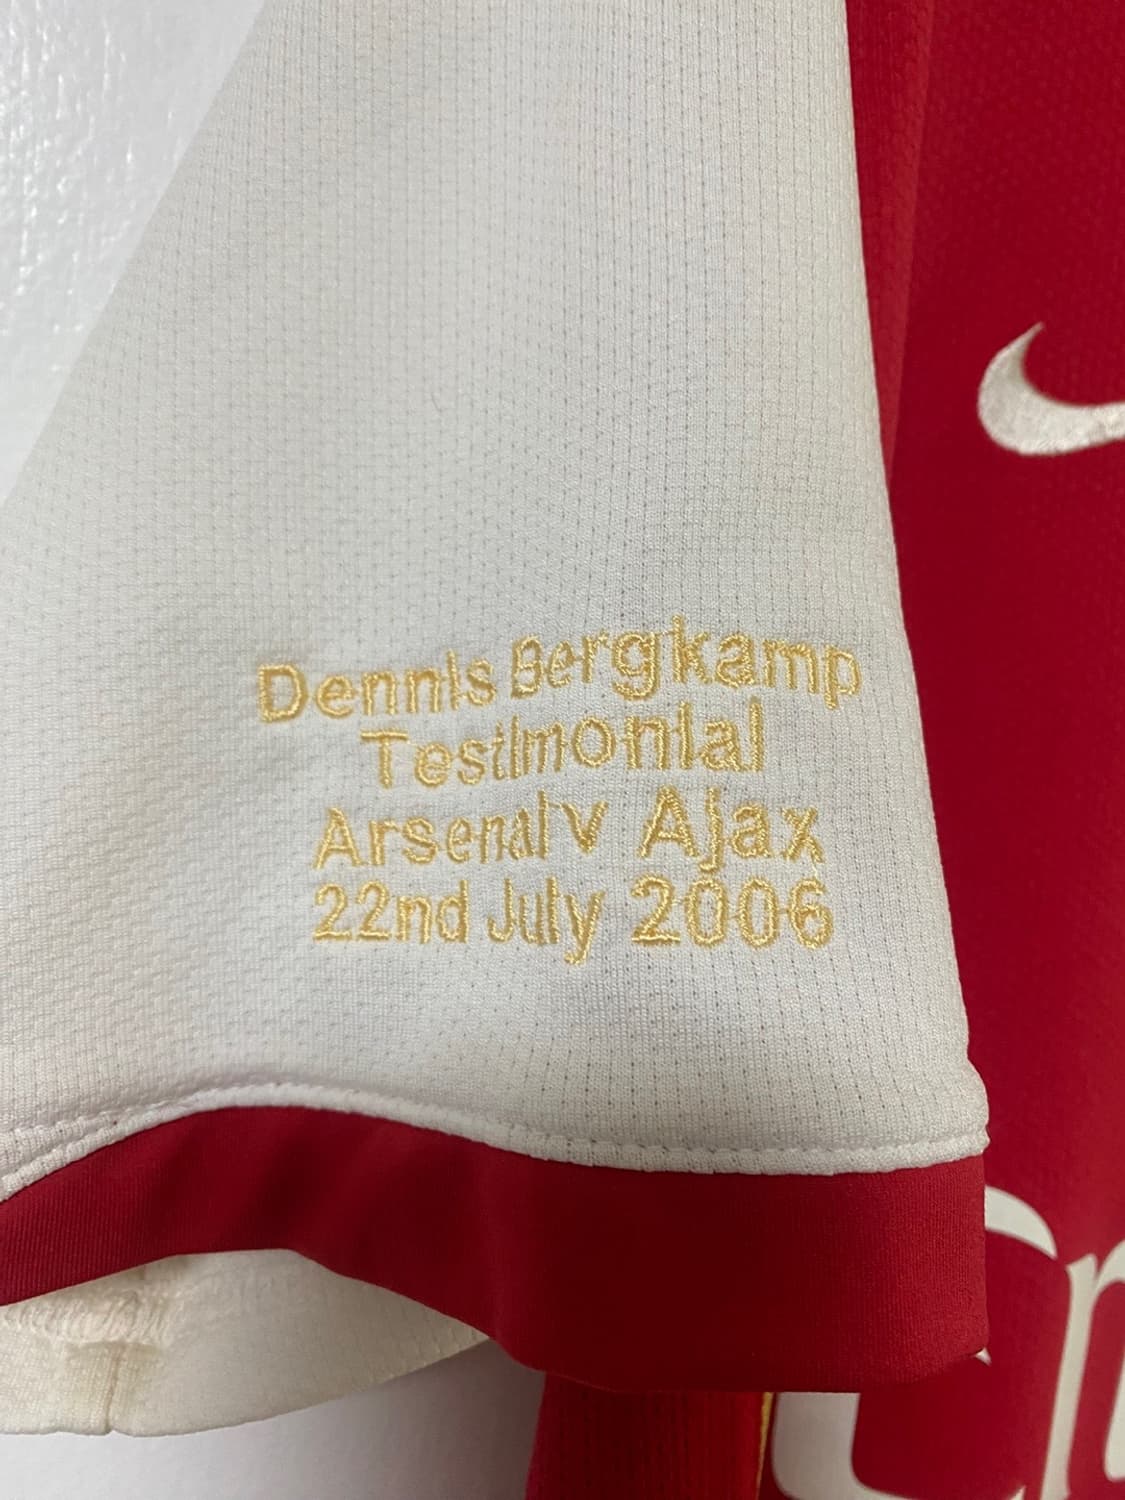 Dennis Bergkamp
Testimonial
Arsenal v Ajax
22nd July 2006